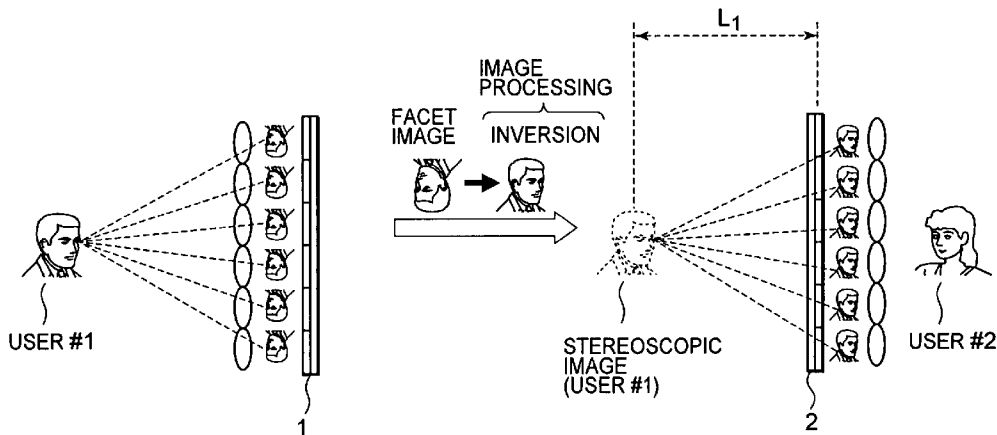 L₁
IMAGE
PROCESSING
FACET
IMAGE
INVERSION
USER #1
STEREOSCOPIC
IMAGE
(USER #1)
USER #2
1
2